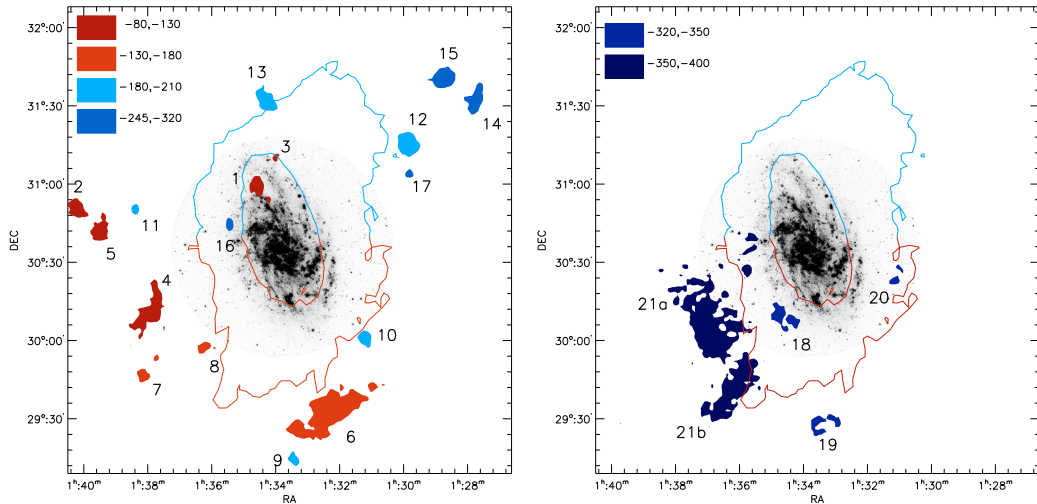 -80,-130
-130,-180
-180,-210
-245,-320
13
15
14
12
3
17
1
2
11
16
5
4
10
8
7
6
9
32°:00'
31°:30'
31°:00'
30°:30'
30°:00'
29°:30'
DEC
1ʰ:40ᵐ
1ʰ:38ᵐ
1ʰ:36ᵐ
1ʰ:34ᵐ
1ʰ:32ᵐ
1ʰ:30ᵐ
1ʰ:28ᵐ
RA
-320,-350
-350,-400
21a
20
18
21b
19
32°:00'
31°:30'
31°:00'
30°:30'
30°:00'
29°:30'
DEC
1ʰ:40ᵐ
1ʰ:38ᵐ
1ʰ:36ᵐ
1ʰ:34ᵐ
1ʰ:32ᵐ
1ʰ:30ᵐ
1ʰ:28ᵐ
RA